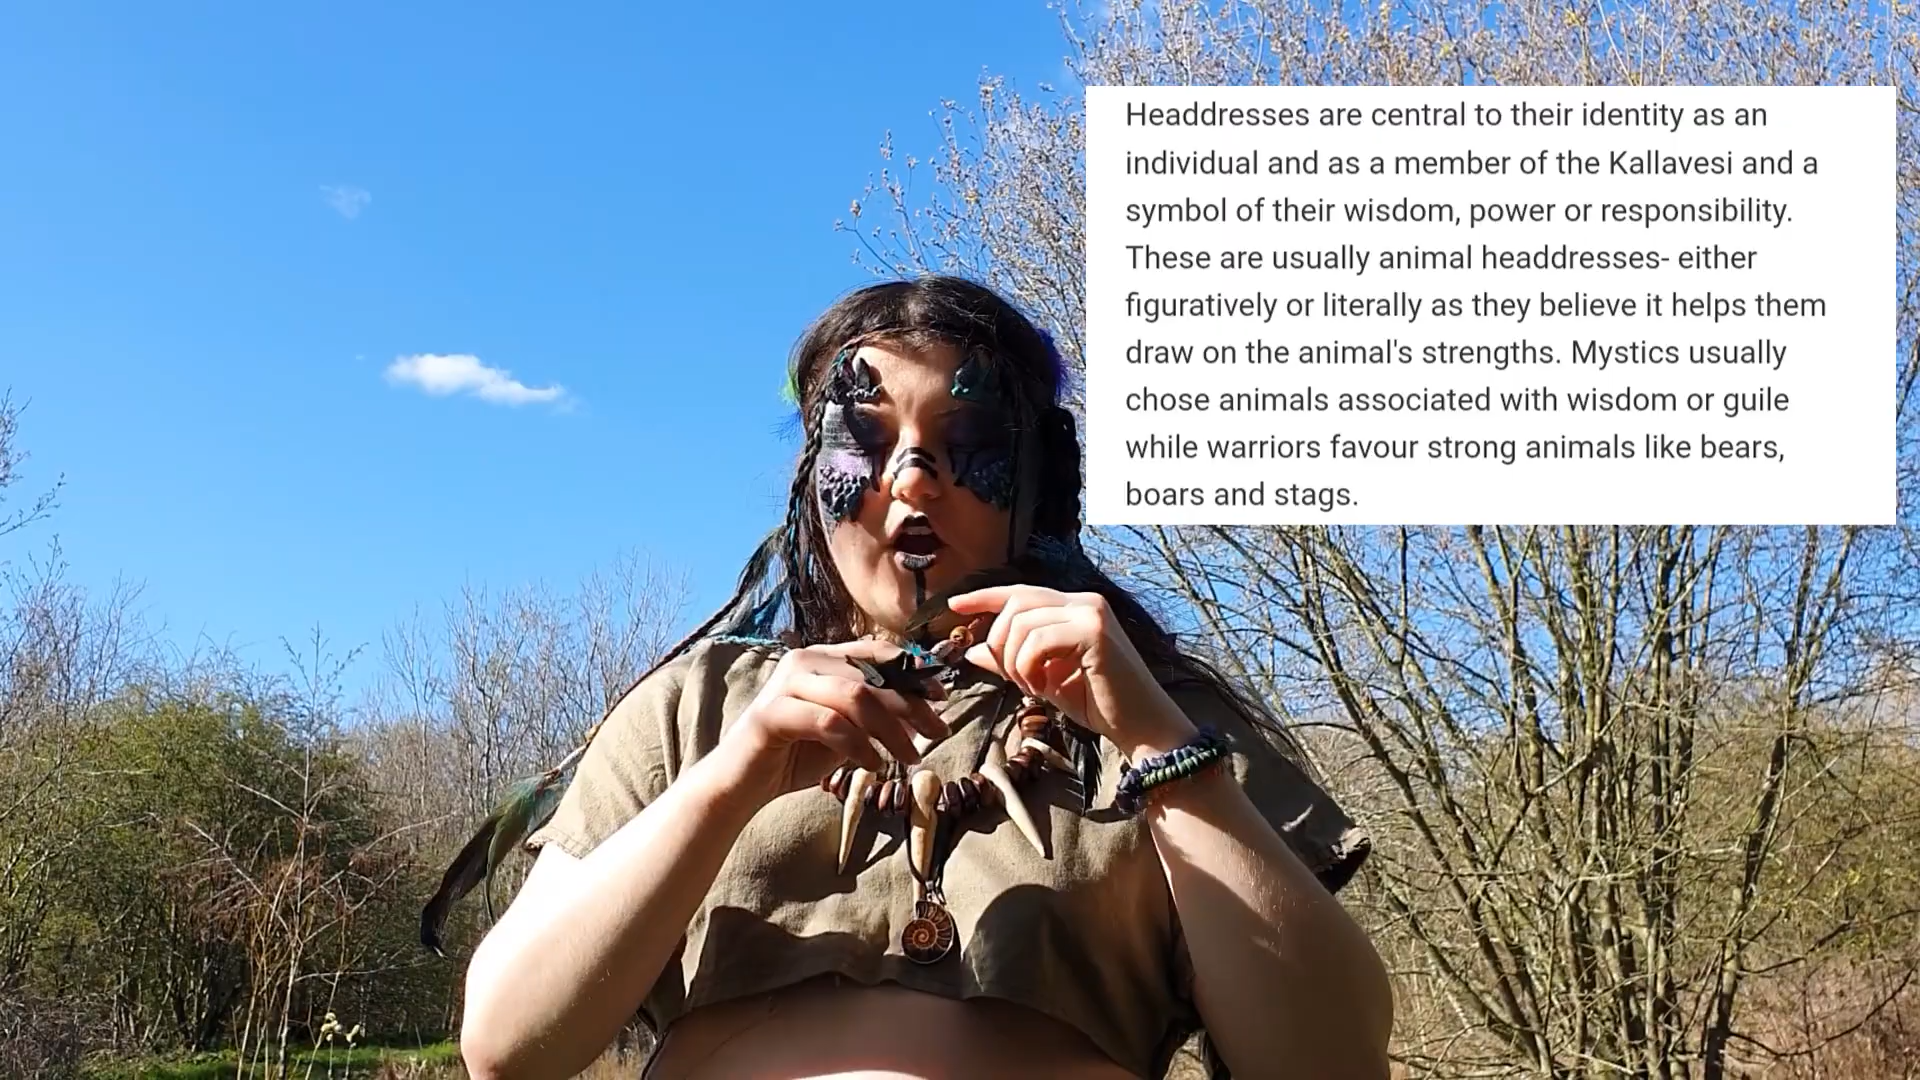 Headdresses are central to their identity as an
individual and as a member of the Kallavesi and a
symbol of their wisdom, power or responsibility.
These are usually animal headdresses- either
figuratively or literally as they believe it helps them
draw on the animal's strengths. Mystics usually
chose animals associated with wisdom or guile
while warriors favour strong animals like bears,
boars and stags.